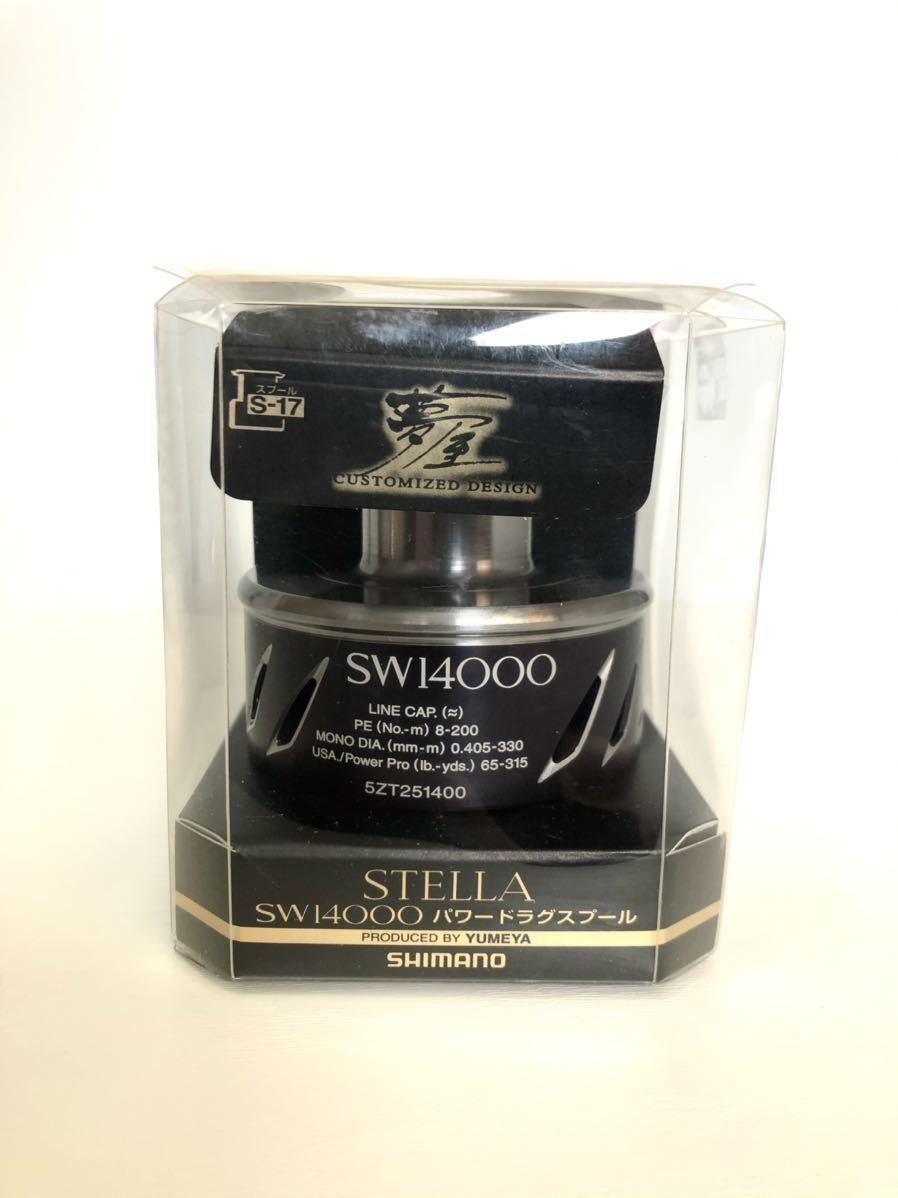 スプール
S-17
夢屋
CUSTOMIZED DESIGN
SW14000
LINE CAP. (≈)
PE (No.-m) 8-200
MONO DIA. (mm-m) 0.405-330
USA./Power Pro (lb.-yds.) 65-315
5ZT251400
STELLA
SW14000 パワードラグスプール
PRODUCED BY YUMEYA
SHIMANO